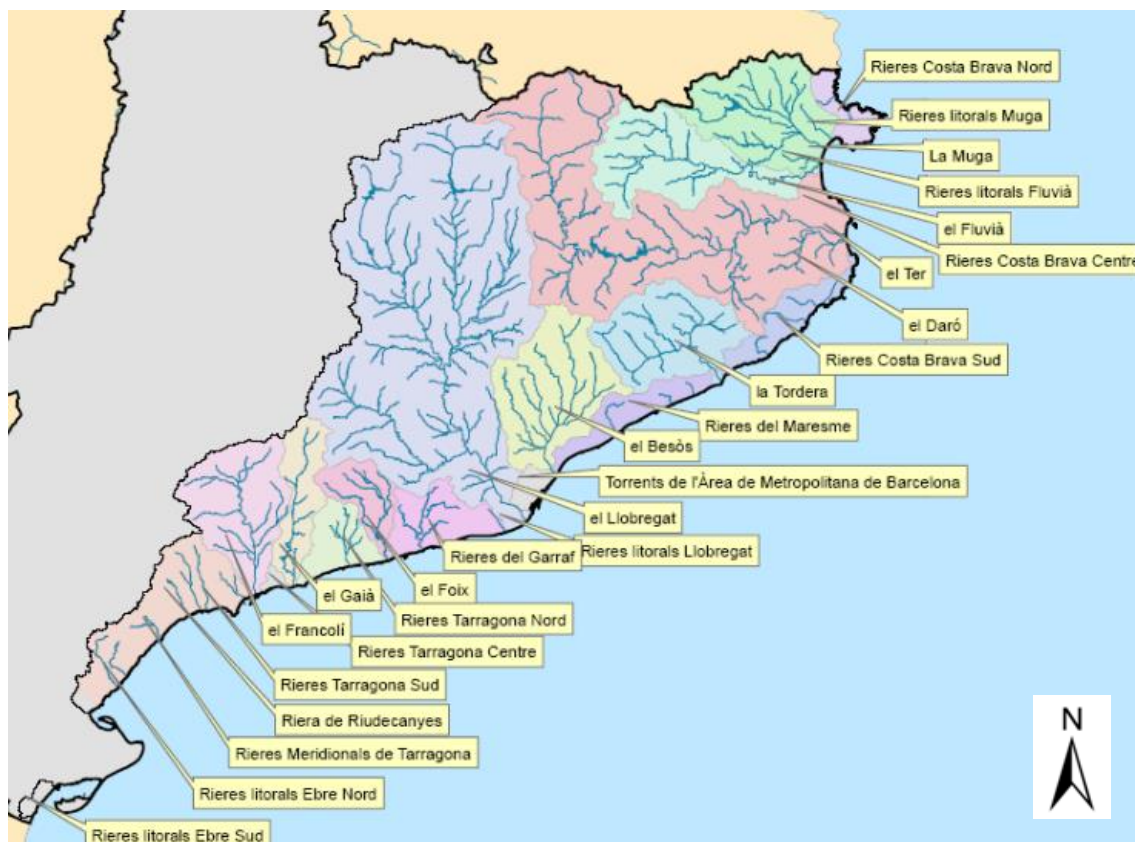 Rieres Costa Brava Nord
Rieres litorals Muga
La Muga
Rieres litorals Fluvià
el Fluvià
Rieres Costa Brava Centre
el Ter
el Daró
Rieres Costa Brava Sud
la Tordera
Rieres del Maresme
el Besòs
Torrents de l'Àrea de Metropolitana de Barcelona
el Llobregat
Rieres litorals Llobregat
Rieres del Garraf
el Foix
el Gaià
Rieres Tarragona Nord
el Francolí
Rieres Tarragona Centre
Rieres Tarragona Sud
Riera de Riudecanyes
Rieres Meridionals de Tarragona
Rieres litorals Ebre Nord
Rieres litorals Ebre Sud
N